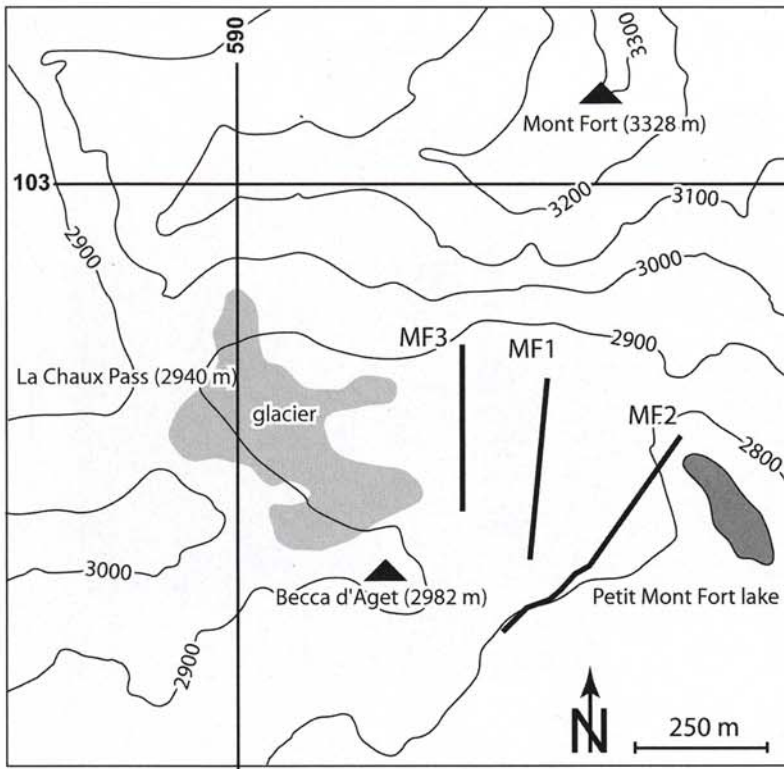 590
3300
Mont Fort (3328 m)
103
3200
3100
2900
3000
MF3
MF1
2900
La Chaux Pass (2940 m)
glacier
MF2
2800
3000
Becca d'Aget (2982 m)
Petit Mont Fort lake
2900
N
250 m